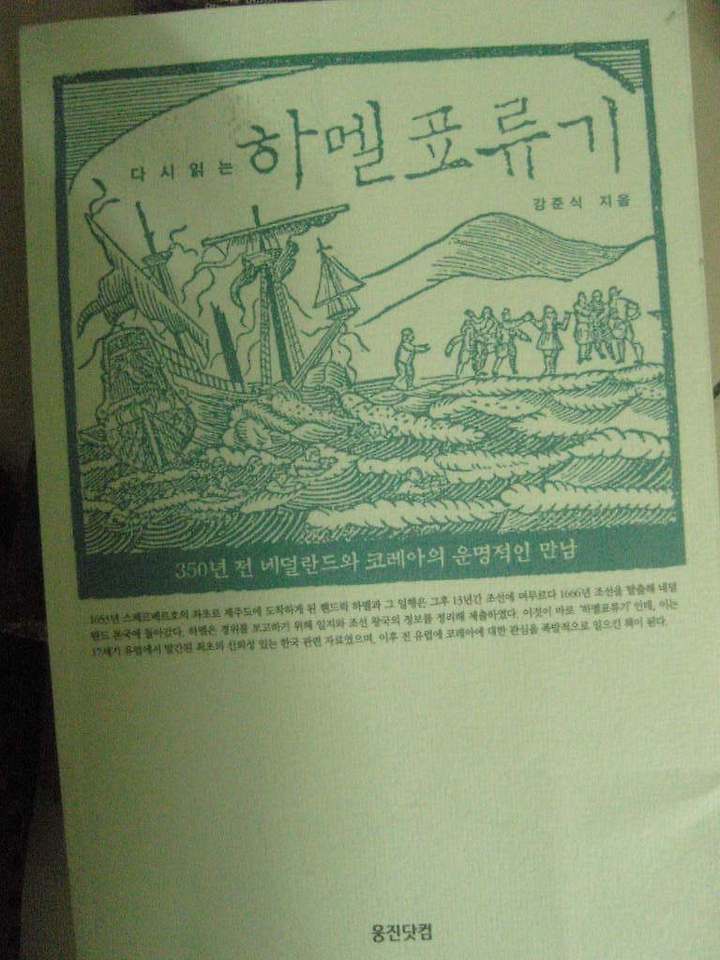 다시읽는 하멜표류기
강준식 지음
350년 전 네덜란드와 코레아의 운명적인 만남
1653년 스페르베르호의 좌초로 제주도에 도착하게 된 핸드릭 하멜과 그 일행은 그후 13년간 조선에 머무르다 1666년 조선을 탈출해 네덜
란드 본국에 돌아갔다. 하멜은 경위를 보고하기 위해 일지와 조선 왕국의 정보를 정리해 제출하였다. 이것이 바로 '하멜표류기' 인데, 이는
17세기 유럽에서 발간된 최초의 신뢰성 있는 한국 관련 자료였으며, 이후 전 유럽에 코레아에 대한 관심을 폭발적으로 일으킨 책이 된다.
웅진닷컴